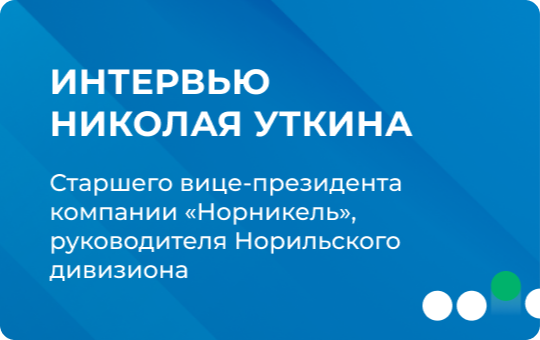 ИНТЕРВЬЮ
НИКОЛАЯ УТКИНА
Старшего вице-президента
компании «Норникель»,
руководителя Норильского
дивизиона